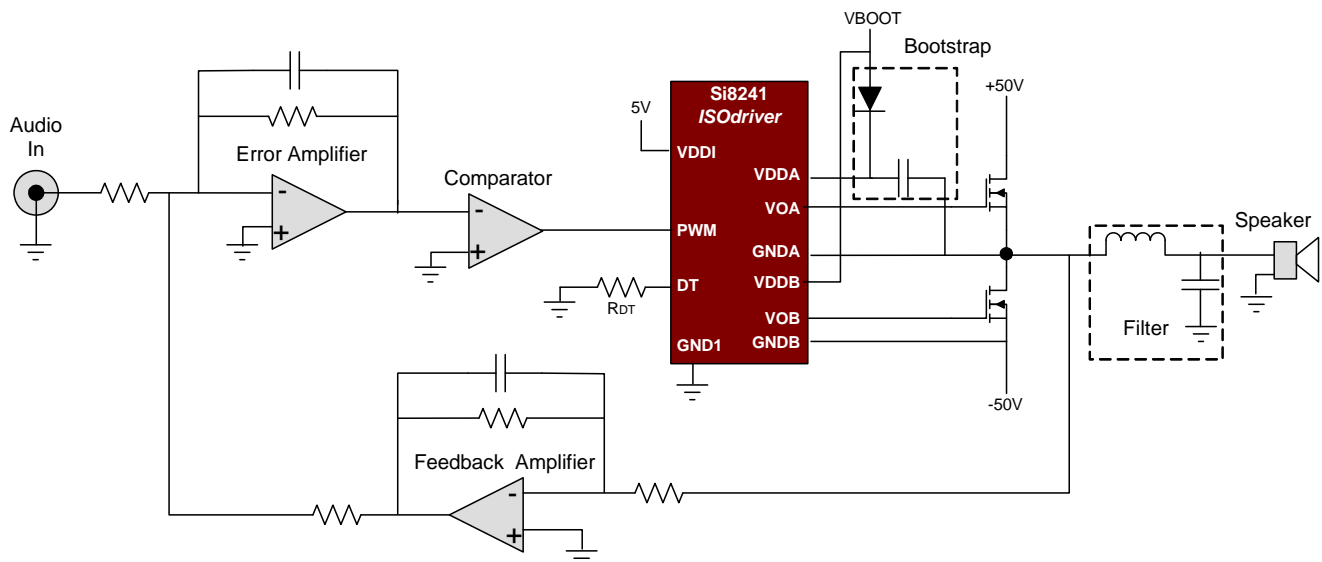 VBOOT
Bootstrap
+50V
Si8241
ISOdriver
5V
VDDI
Audio
In
Error Amplifier
Comparator
VDDA
VOA
Speaker
PWM
GNDA
VDDB
DT
RDT
VOB
Filter
GND1
GNDB
-50V
Feedback Amplifier
-
+
-
+
-
+